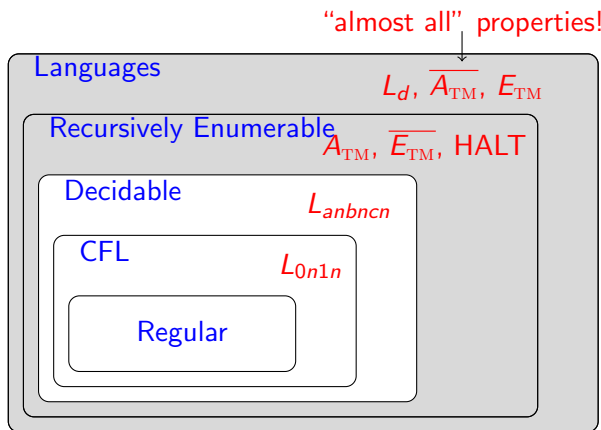 “almost all” properties!
Languages
L_d, \overline{A_{TM}}, E_{TM}
Recursively Enumerable
A_{TM}, \overline{E_{TM}}, HALT
Decidable
L_{anbncn}
CFL
L_{0n1n}
Regular